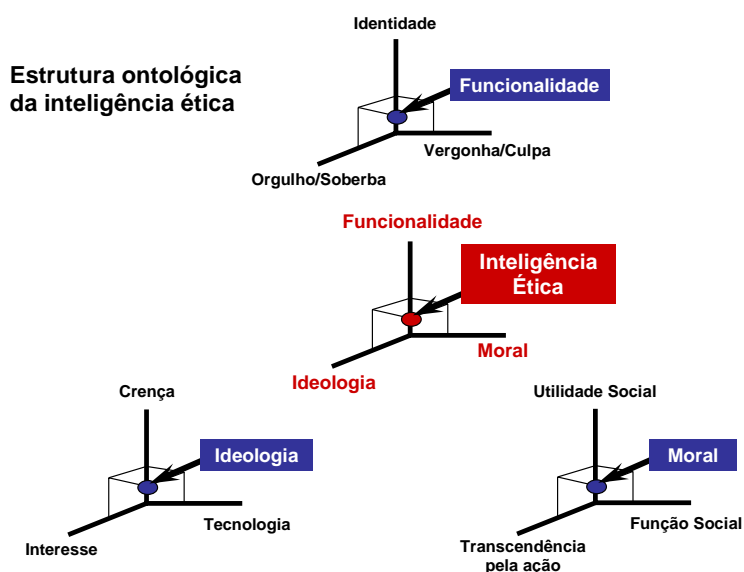 Identidade
Estrutura ontológica
da inteligência ética
Funcionalidade
Vergonha/Culpa
Orgulho/Soberba
Funcionalidade
Inteligência
Ética
Moral
Ideologia
Crença
Utilidade Social
Ideologia
Moral
Tecnologia
Função Social
Interesse
Transcendência
pela ação